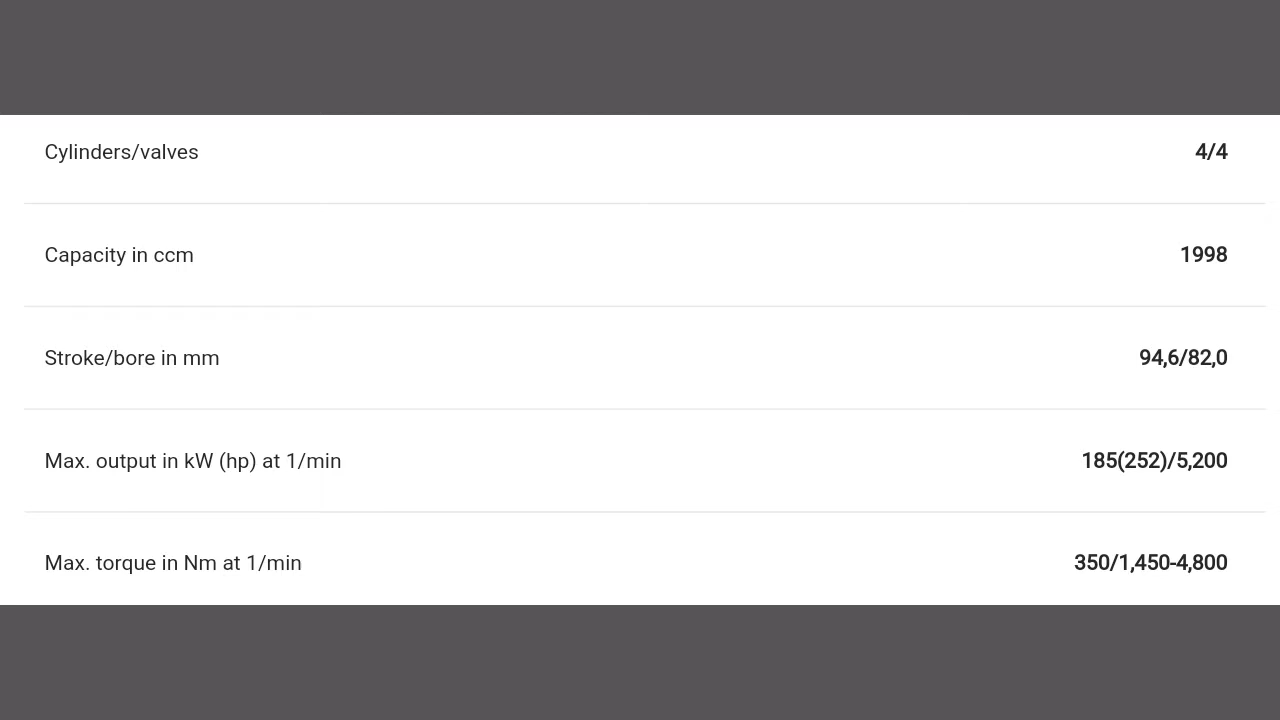 Cylinders/valves 4/4
Capacity in ccm 1998
Stroke/bore in mm 94,6/82,0
Max. output in kW (hp) at 1/min 185(252)/5,200
Max. torque in Nm at 1/min 350/1,450-4,800